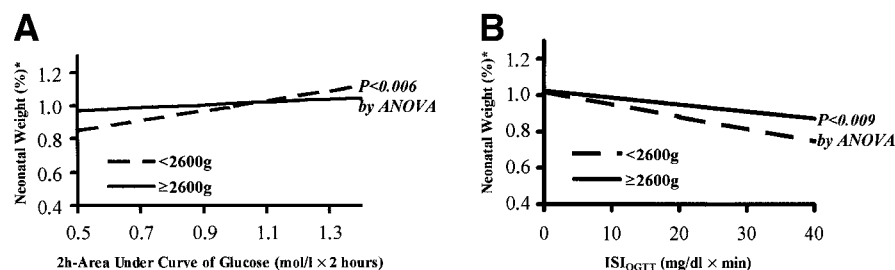 A
Neonatal Weight (%)*
1.2
1.0
0.8
0.6
0.4
P<0.006
by ANOVA
<2600g
≥2600g
0.5 0.7 0.9 1.1 1.3
2h-Area Under Curve of Glucose (mol/l × 2 hours)
B
Neonatal Weight (%)*
1.2
1.0
0.8
0.6
0.4
P<0.009
by ANOVA
<2600g
≥2600g
0 10 20 30 40
ISI_OGTT (mg/dl × min)